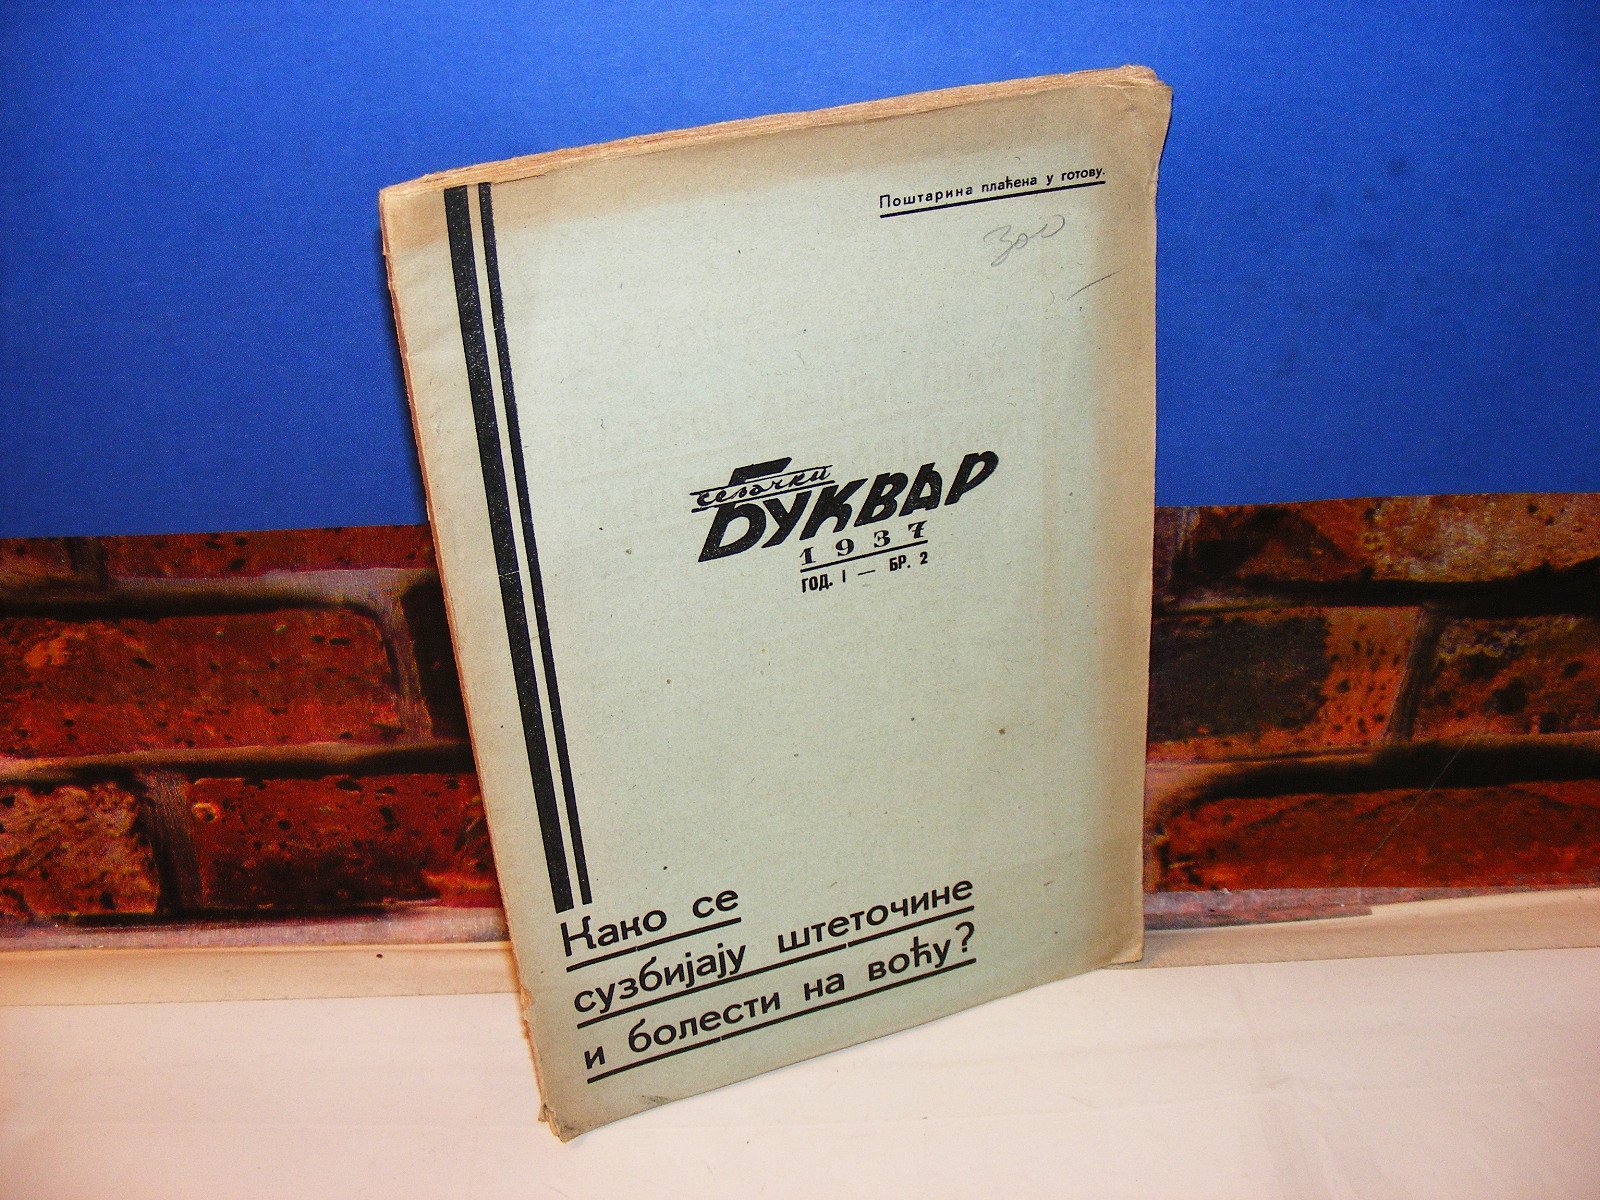 Поштарина плаћена у готову.
300
сељачки
БУКВАР
1937
ГОД. I — БР. 2
Како се
сузбијају штеточине
и болести на воћу?